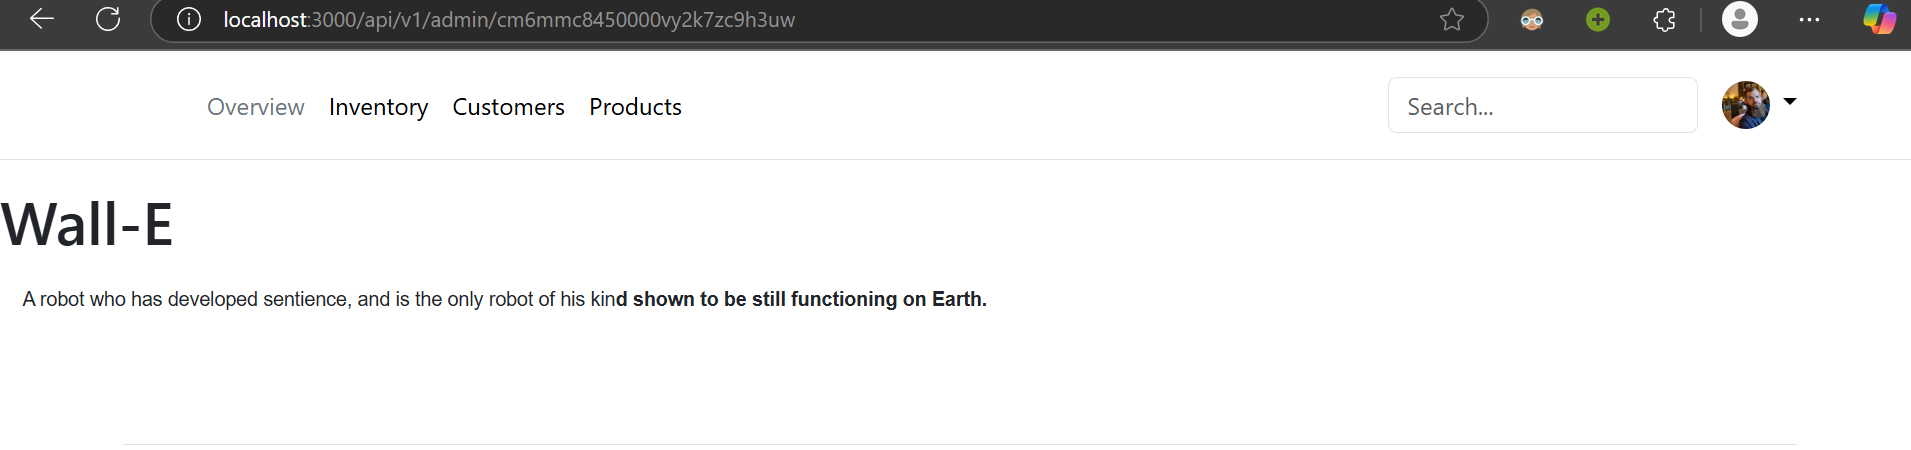 localhost:3000/api/v1/admin/cm6mmc8450000vy2k7zc9h3uw
Overview Inventory Customers Products Search...
Wall-E
A robot who has developed sentience, and is the only robot of his kind shown to be still functioning on Earth.